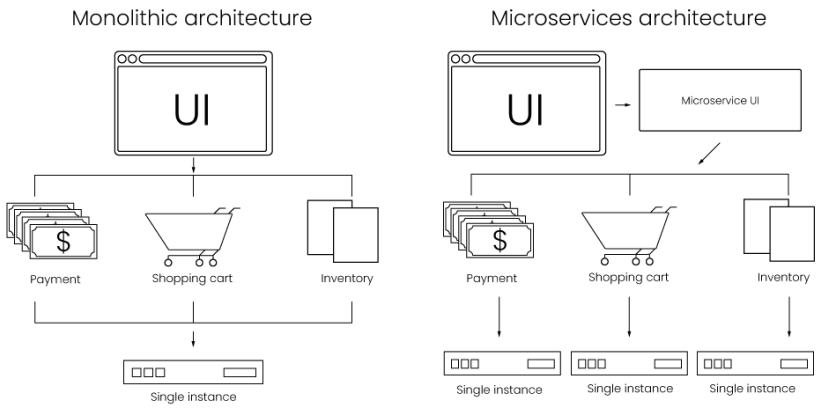 Monolithic architecture
UI
$
Payment
Shopping cart
Inventory
Single instance
Microservices architecture
UI
Microservice UI
$
Payment
Shopping cart
Inventory
Single instance
Single instance
Single instance